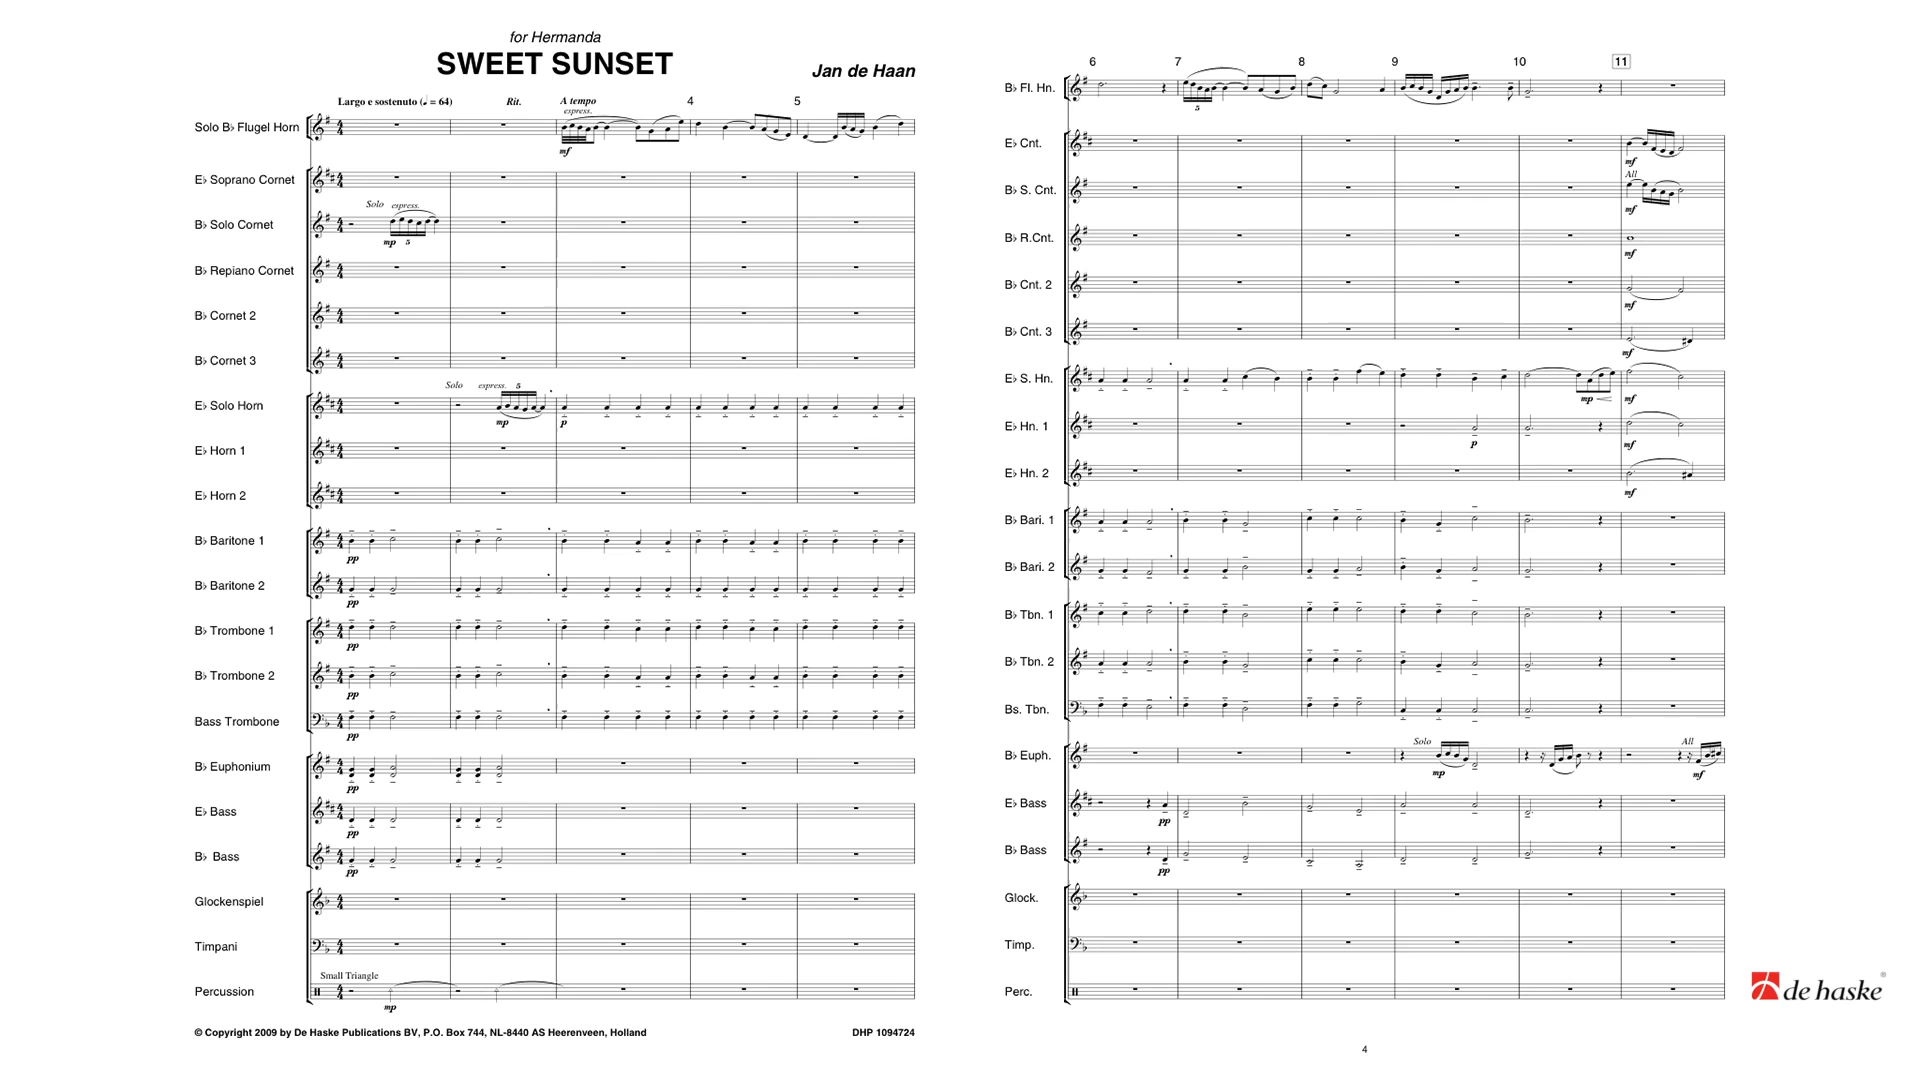 for Hermanda
SWEET SUNSET
Jan de Haan
Largo e sostenuto (♩ = 64)
Rit.
A tempo
4
5
espress.
Solo B♭ Flugel Horn
mf
E♭ Soprano Cornet
Solo
espress.
B♭ Solo Cornet
mp
5
B♭ Repiano Cornet
B♭ Cornet 2
B♭ Cornet 3
Solo
espress.
5
E♭ Solo Horn
mp
p
E♭ Horn 1
E♭ Horn 2
B♭ Baritone 1
pp
B♭ Baritone 2
pp
B♭ Trombone 1
pp
B♭ Trombone 2
pp
Bass Trombone
pp
B♭ Euphonium
pp
E♭ Bass
pp
B♭ Bass
pp
Glockenspiel
Timpani
Small Triangle
Percussion
mp
© Copyright 2009 by De Haske Publications BV, P.O. Box 744, NL-8440 AS Heerenveen, Holland
DHP 1094724
6
7
8
9
10
11
B♭ Fl. Hn.
5
E♭ Cnt.
mf
All
B♭ S. Cnt.
mf
B♭ R.Cnt.
mf
B♭ Cnt. 2
mf
B♭ Cnt. 3
mf
E♭ S. Hn.
mp
mf
E♭ Hn. 1
p
mf
E♭ Hn. 2
mf
B♭ Bari. 1
B♭ Bari. 2
B♭ Tbn. 1
B♭ Tbn. 2
Bs. Tbn.
Solo
All
B♭ Euph.
mp
mf
E♭ Bass
pp
B♭ Bass
pp
Glock.
Timp.
Perc.
4
de haske®